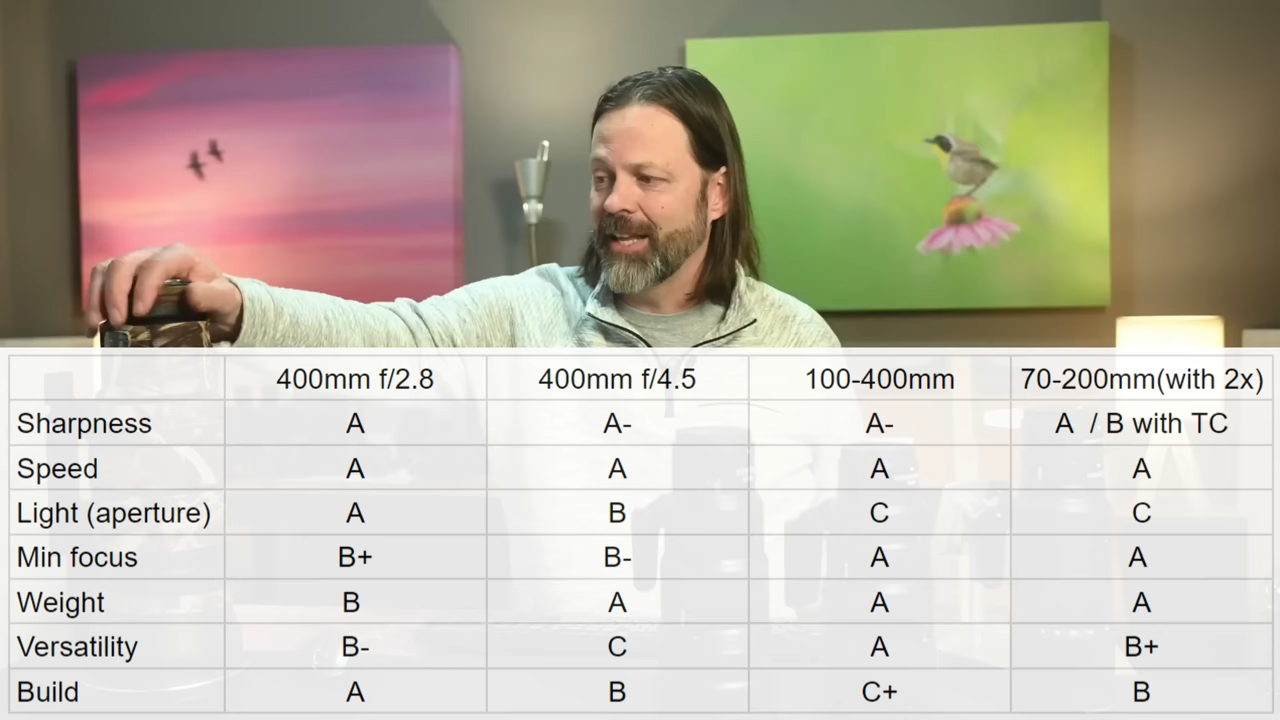 400mm f/2.8 400mm f/4.5 100-400mm 70-200mm(with 2x)
Sharpness A A- A- A / B with TC
Speed A A A A
Light (aperture) A B C C
Min focus B+ B- A A
Weight B A A A
Versatility B- C A B+
Build A B C+ B